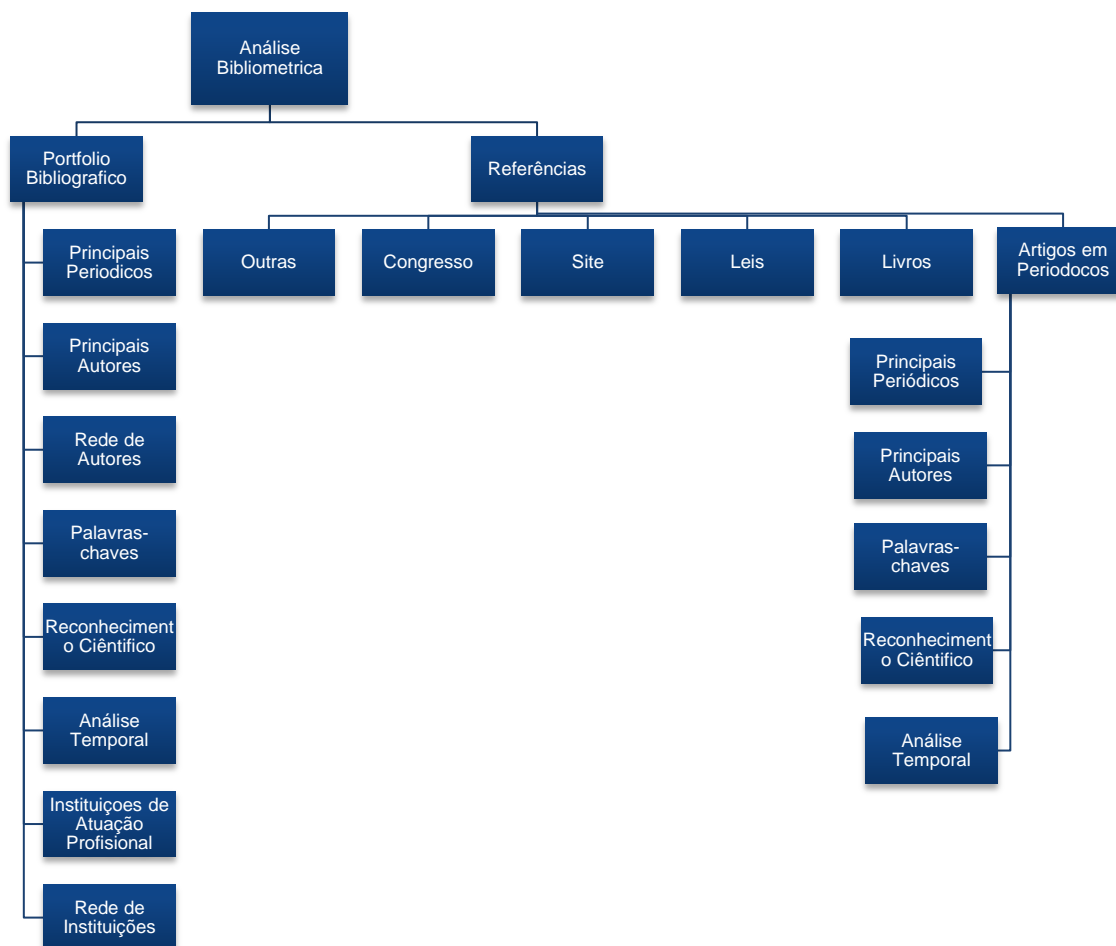 Análise
Bibliometrica
Portfolio
Bibliografico
Referências
Principais
Periodicos
Outras
Congresso
Site
Leis
Livros
Artigos em
Periodocos
Principais
Autores
Principais
Periódicos
Rede de
Autores
Principais
Autores
Palavras-
chaves
Palavras-
chaves
Reconheciment
o Ciêntifico
Reconheciment
o Ciêntifico
Análise
Temporal
Análise
Temporal
Instituiçoes de
Atuação
Profisional
Rede de
Instituições